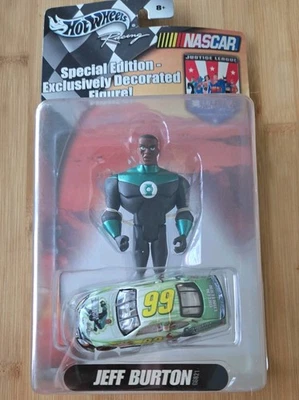 HOT WHEELS
Racing
8+
NASCAR
JUSTICE LEAGUE
Special Edition -
Exclusively Decorated
Figure!
99
JEFF BURTON